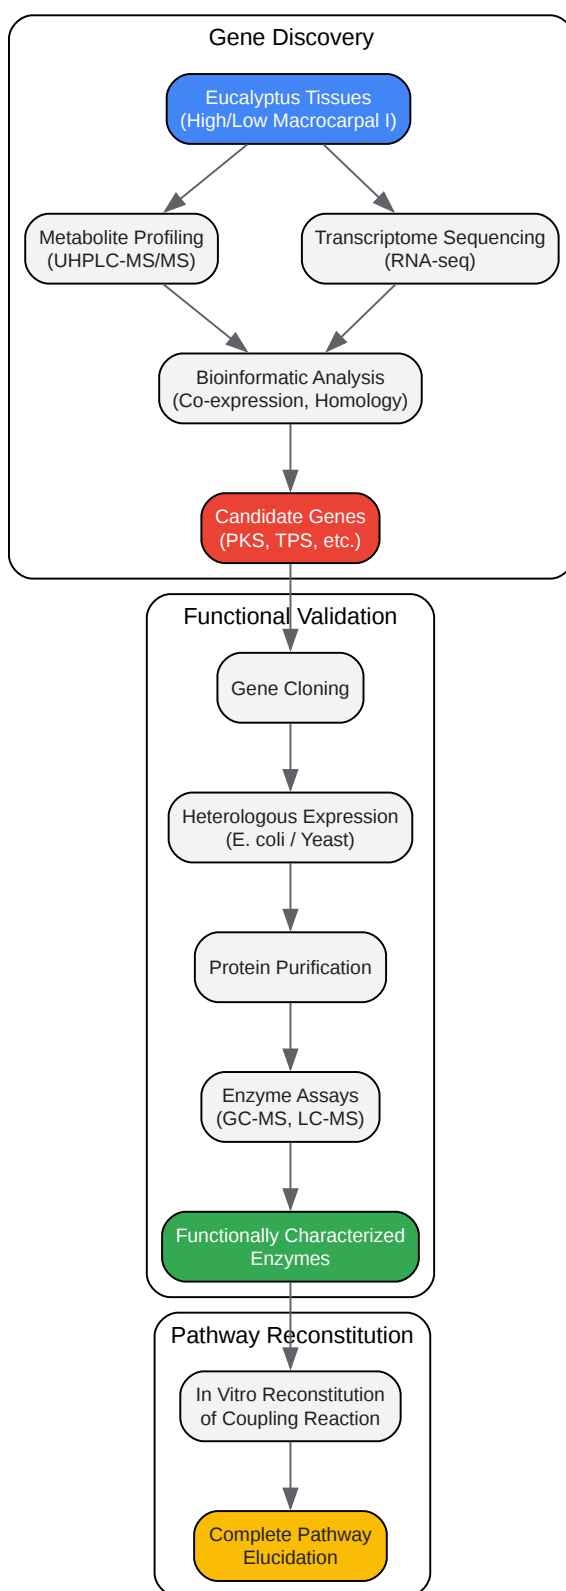 Gene Discovery
Eucalyptus Tissues
(High/Low Macrocarpal I)
Metabolite Profiling
(UHPLC-MS/MS)
Transcriptome Sequencing
(RNA-seq)
Bioinformatic Analysis
(Co-expression, Homology)
Candidate Genes
(PKS, TPS, etc.)
Functional Validation
Gene Cloning
Heterologous Expression
(E. coli / Yeast)
Protein Purification
Enzyme Assays
(GC-MS, LC-MS)
Functionally Characterized
Enzymes
Pathway Reconstitution
In Vitro Reconstitution
of Coupling Reaction
Complete Pathway
Elucidation